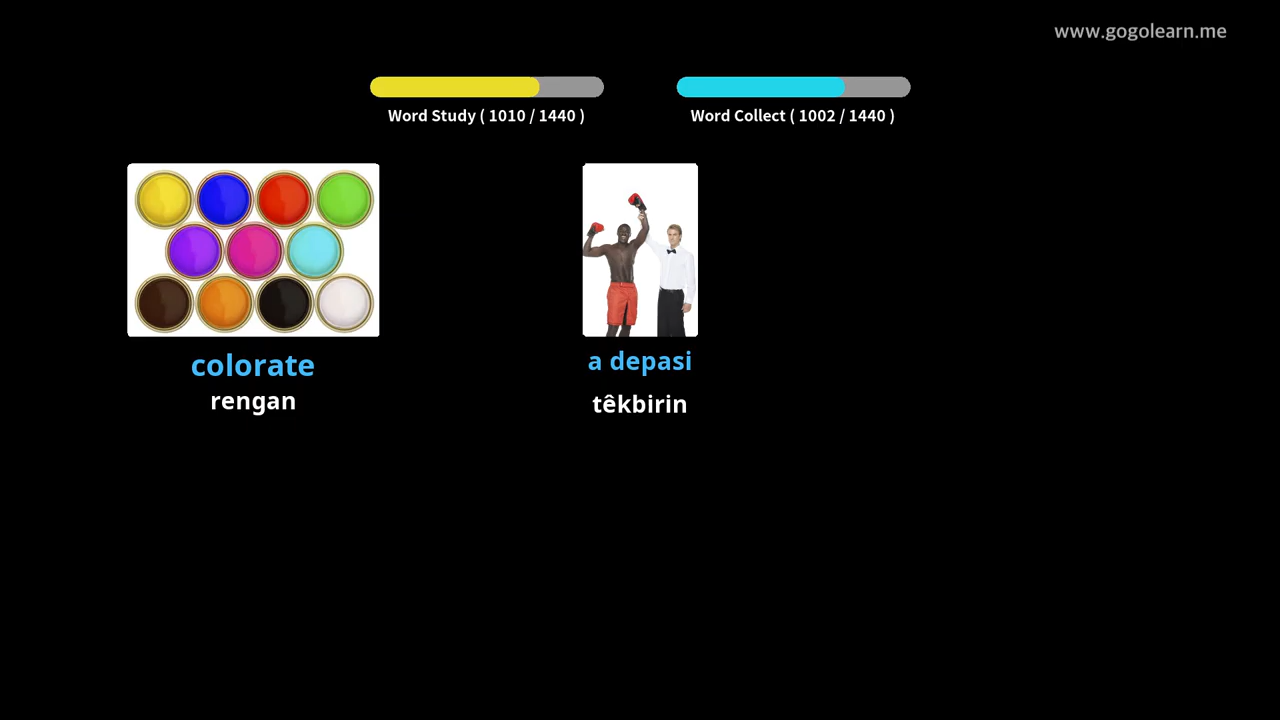 www.gogolearn.me
Word Study ( 1010 / 1440 )
Word Collect ( 1002 / 1440 )
colorate
rengan
a depasi
têkbirin